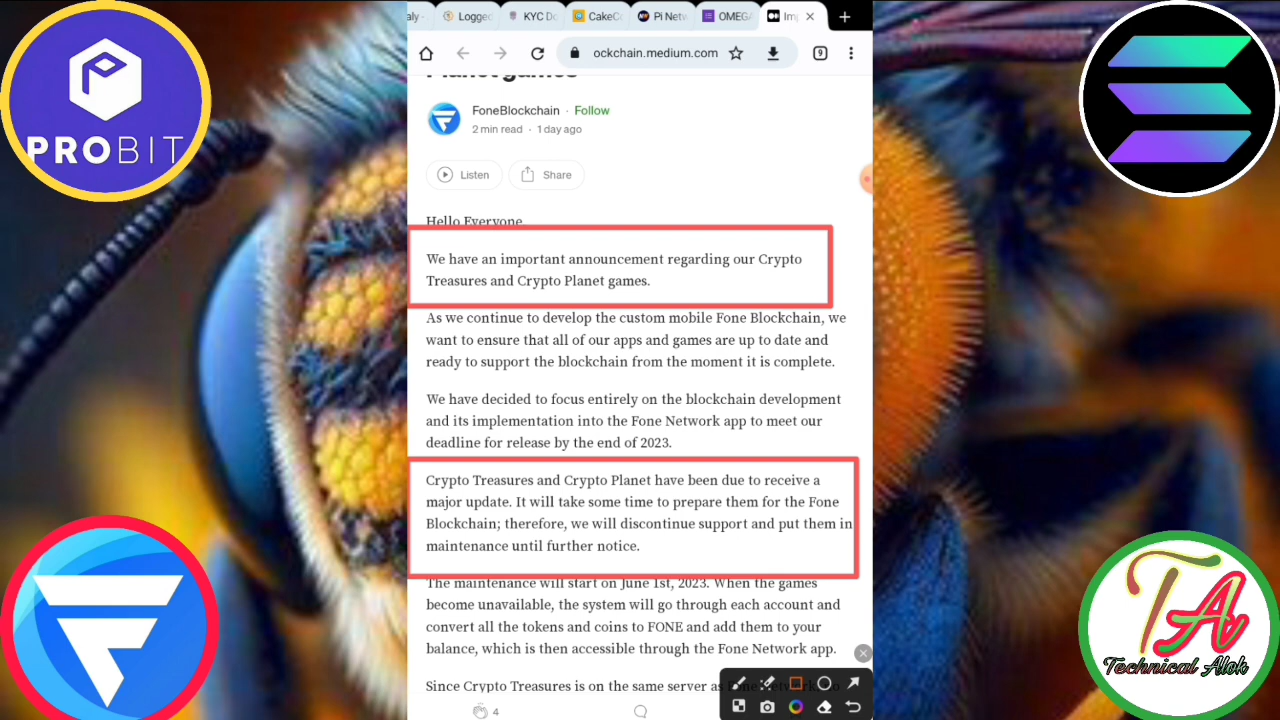 aly
Logged
KYC Do
CakeCo
Pi Netw
OMEGA
Im
ockchain.medium.com
9
Planet games
FoneBlockchain · Follow
2 min read · 1 day ago
Listen
Share
Hello Everyone
We have an important announcement regarding our Crypto
Treasures and Crypto Planet games.
As we continue to develop the custom mobile Fone Blockchain, we
want to ensure that all of our apps and games are up to date and
ready to support the blockchain from the moment it is complete.
We have decided to focus entirely on the blockchain development
and its implementation into the Fone Network app to meet our
deadline for release by the end of 2023.
Crypto Treasures and Crypto Planet have been due to receive a
major update. It will take some time to prepare them for the Fone
Blockchain; therefore, we will discontinue support and put them in
maintenance until further notice.
The maintenance will start on June 1st, 2023. When the games
become unavailable, the system will go through each account and
convert all the tokens and coins to FONE and add them to your
balance, which is then accessible through the Fone Network app.
Since Crypto Treasures is on the same server as
4
PROBIT
TA
Technical Alok